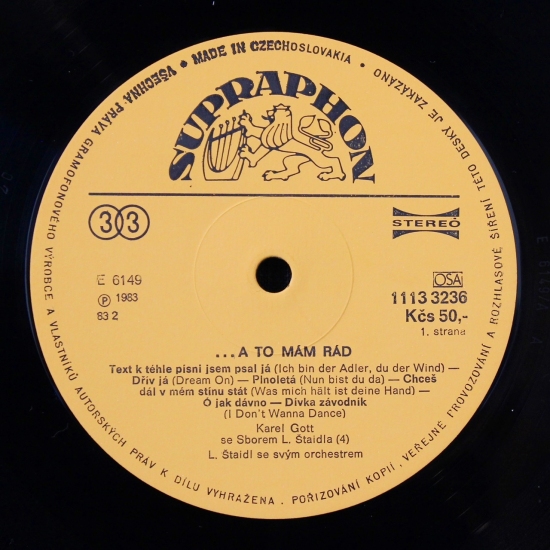 VŠECHNA PRÁVA GRAMOFONOVÉHO VÝROBCE A VLASTNÍKŮ AUTORSKÝCH PRÁV K DÍLU VYHRAŽENA . POŘIZOVÁNÍ KOPIÍ , VEŘEJNÉ PROVOZOVÁNÍ A ROZHLASOVÉ ŠÍŘENÍ TÉTO DESKY JE ZAKÁZÁNO •
MADE IN CZECHOSLOVAKIA •
SUPRAPHON
33
STEREO
E 6149
OSA
Ⓟ 1983
1113 3236
83 2
Kčs 50,-
1. strana
...A TO MÁM RÁD
Text k téhle písni jsem psal já (Ich bin der Adler, du der Wind) —
Dřív já (Dream On) — Plnoletá (Nun bist du da) — Chceš
dál v mém stínu stát (Was mich hält ist deine Hand) —
Ó jak dávno — Dívka závodník
(I Don't Wanna Dance)
Karel Gott
se Sborem L. Štaidla (4)
L. Štaidl se svým orchestrem